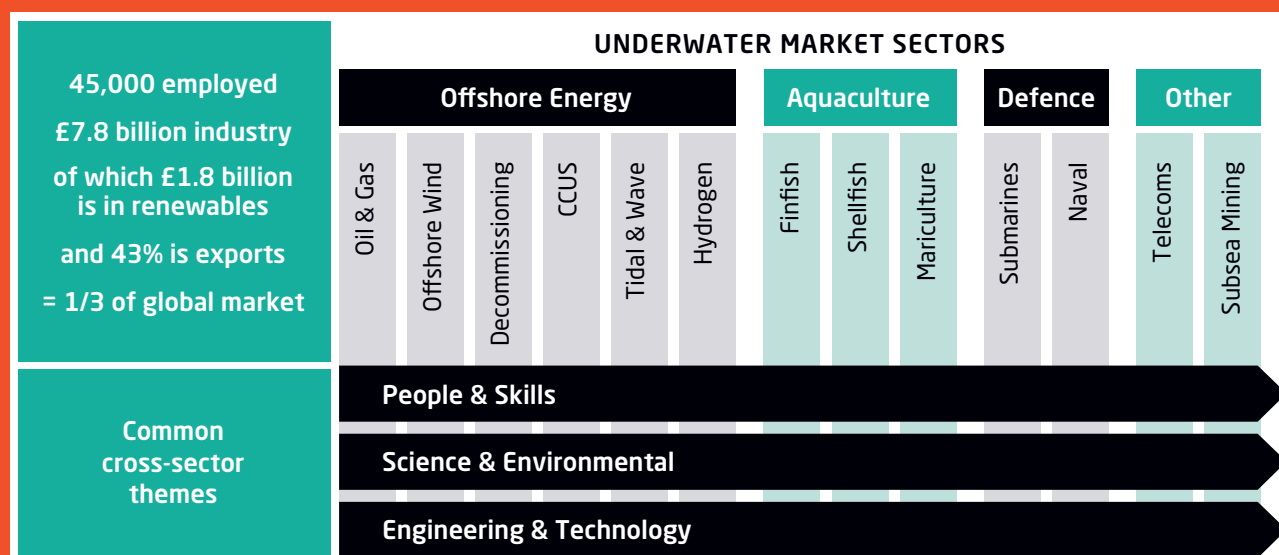 45,000 employed
£7.8 billion industry
of which £1.8 billion
is in renewables
and 43% is exports
= 1/3 of global market
UNDERWATER MARKET SECTORS
Offshore Energy
Aquaculture
Defence
Other
Oil & Gas
Offshore Wind
Decommissioning
CCUS
Tidal & Wave
Hydrogen
Finfish
Shellfish
Mariculture
Submarines
Naval
Telecoms
Subsea Mining
Common
cross-sector
themes
People & Skills
Science & Environmental
Engineering & Technology